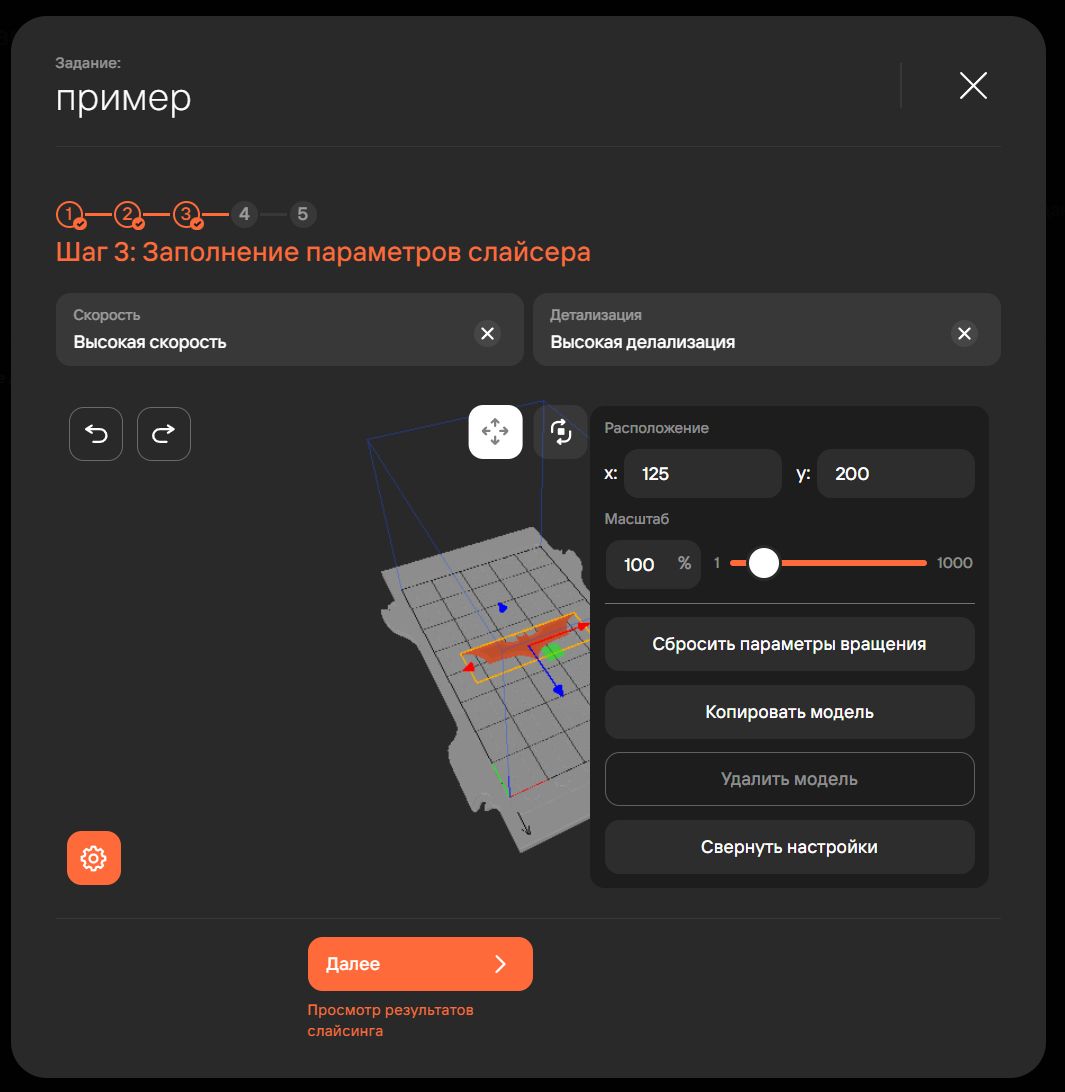 Задание:
пример
1 2 3 4 5
Шаг 3: Заполнение параметров слайсера
Скорость
Высокая скорость
Детализация
Высокая делализация
Расположение
x: 125 y: 200
Масштаб
100 % 1 1000
Сбросить параметры вращения
Копировать модель
Удалить модель
Свернуть настройки
Далее
Просмотр результатов
слайсинга